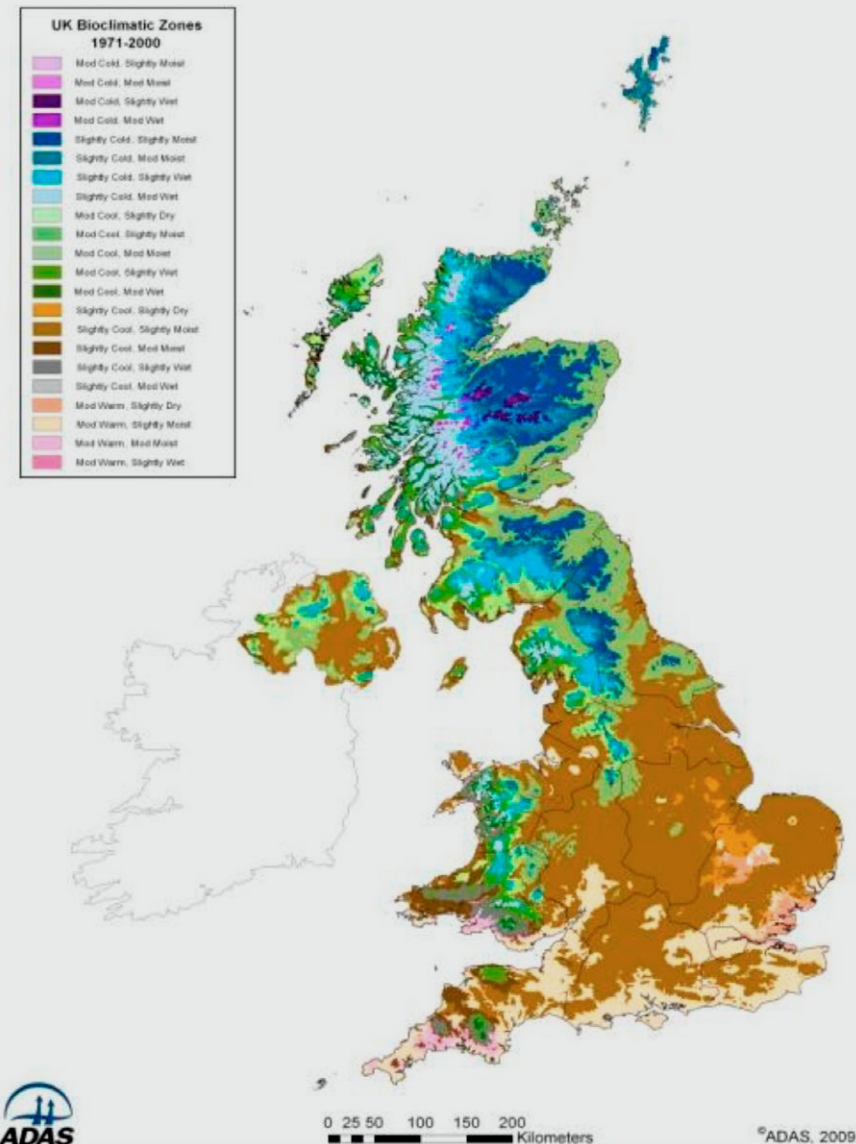 UK Bioclimatic Zones
1971-2000
Mod Cold, Slightly Moist
Mod Cold, Mod Moist
Mod Cold, Slightly Wet
Mod Cold, Mod Wet
Slightly Cold, Slightly Moist
Slightly Cold, Mod Moist
Slightly Cold, Slightly Wet
Slightly Cold, Mod Wet
Mod Cool, Slightly Dry
Mod Cool, Slightly Moist
Mod Cool, Mod Moist
Mod Cool, Slightly Wet
Mod Cool, Mod Wet
Slightly Cool, Slightly Dry
Slightly Cool, Slightly Moist
Slightly Cool, Mod Moist
Slightly Cool, Slightly Wet
Slightly Cool, Mod Wet
Mod Warm, Slightly Dry
Mod Warm, Slightly Moist
Mod Warm, Mod Moist
Mod Warm, Slightly Wet
ADAS
0 25 50 100 150 200
Kilometers
©ADAS, 2009